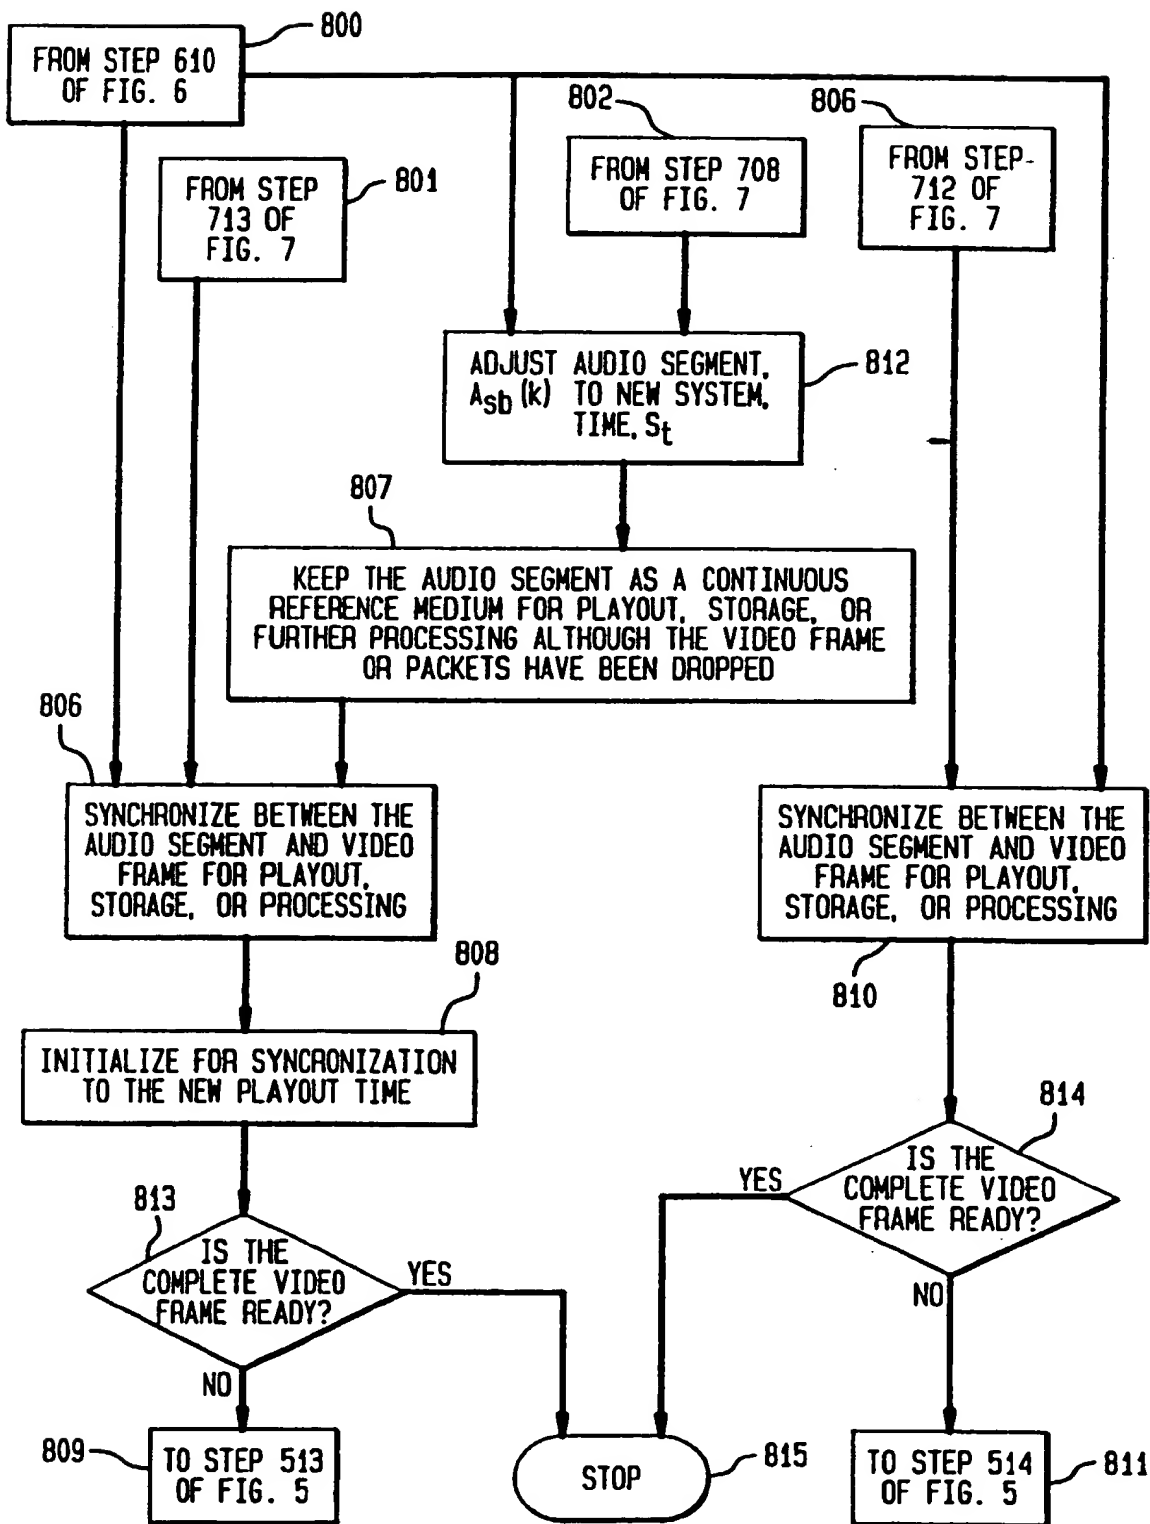 800
FROM STEP 610
OF FIG. 6
802
806
FROM STEP
713 OF
FIG. 7
801
FROM STEP 708
OF FIG. 7
FROM STEP-
712 OF
FIG. 7
ADJUST AUDIO SEGMENT,
Asb (k) TO NEW SYSTEM,
TIME, St
812
807
KEEP THE AUDIO SEGMENT AS A CONTINUOUS
REFERENCE MEDIUM FOR PLAYOUT, STORAGE, OR
FURTHER PROCESSING ALTHOUGH THE VIDEO FRAME
OR PACKETS HAVE BEEN DROPPED
806
SYNCHRONIZE BETWEEN THE
AUDIO SEGMENT AND VIDEO
FRAME FOR PLAYOUT,
STORAGE, OR PROCESSING
SYNCHRONIZE BETWEEN THE
AUDIO SEGMENT AND VIDEO
FRAME FOR PLAYOUT,
STORAGE, OR PROCESSING
810
808
INITIALIZE FOR SYNCRONIZATION
TO THE NEW PLAYOUT TIME
814
IS THE
COMPLETE VIDEO
FRAME READY?
YES
NO
813
IS THE
COMPLETE VIDEO
FRAME READY?
YES
NO
809
TO STEP 513
OF FIG. 5
STOP
815
TO STEP 514
OF FIG. 5
811